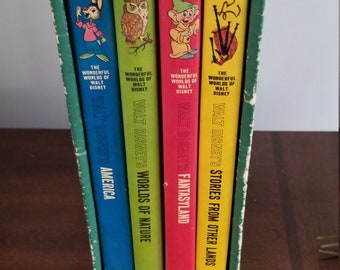 THE WONDERFUL
WORLDS OF
WALT DISNEY
WALT DISNEY'S AMERICA
THE WONDERFUL
WORLDS OF
WALT DISNEY
WALT DISNEY'S WORLDS OF NATURE
THE WONDERFUL
WORLDS OF
WALT DISNEY
WALT DISNEY'S FANTASYLAND
THE WONDERFUL
WORLDS OF
WALT DISNEY
WALT DISNEY'S STORIES FROM OTHER LANDS